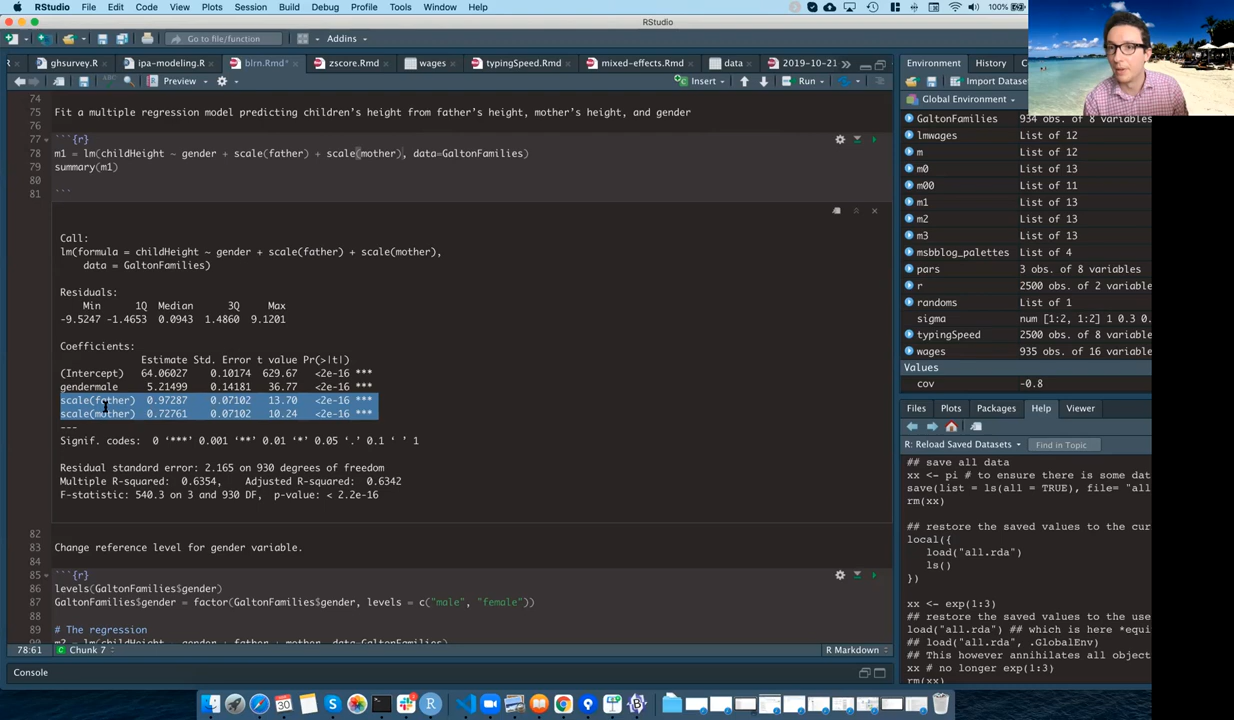 RStudio File Edit Code View Plots Session Build Debug Profile Tools Window Help 100%
RStudio
Go to file/function Addins
R ghsurvey.R ipa-modeling.R blrn.Rmd* zscore.Rmd wages typingSpeed.Rmd mixed-effects.Rmd data 2019-10-21
ABC Preview Insert Run
74
75 Fit a multiple regression model predicting children's height from father's height, mother's height, and gender
76
77 ```{r}
78 m1 = lm(childHeight ~ gender + scale(father) + scale(mother), data=GaltonFamilies)
79 summary(m1)
80
81 ```
Call:
lm(formula = childHeight ~ gender + scale(father) + scale(mother),
data = GaltonFamilies)
Residuals:
Min 1Q Median 3Q Max
-9.5247 -1.4653 0.0943 1.4860 9.1201
Coefficients:
Estimate Std. Error t value Pr(>|t|)
(Intercept) 64.06027 0.10174 629.67 <2e-16 ***
gendermale 5.21499 0.14181 36.77 <2e-16 ***
scale(father) 0.97287 0.07102 13.70 <2e-16 ***
scale(mother) 0.72761 0.07102 10.24 <2e-16 ***
---
Signif. codes: 0 ‘***’ 0.001 ‘**’ 0.01 ‘*’ 0.05 ‘.’ 0.1 ‘ ’ 1
Residual standard error: 2.165 on 930 degrees of freedom
Multiple R-squared: 0.6354, Adjusted R-squared: 0.6342
F-statistic: 540.3 on 3 and 930 DF, p-value: < 2.2e-16
82
83 Change reference level for gender variable.
84
85 ```{r}
86 levels(GaltonFamilies$gender)
87 GaltonFamilies$gender = factor(GaltonFamilies$gender, levels = c("male", "female"))
88
89 # The regression
90 m2 = lm(childHeight ~ gender + father + mother, data=GaltonFamilies)
78:61 Chunk 7 R Markdown
Console
Environment History
Import Dataset
Global Environment
GaltonFamilies 934 obs. of 8 variables
lmwages List of 12
m List of 12
m0 List of 13
m00 List of 11
m1 List of 13
m2 List of 13
m3 List of 13
msbblog_palettes List of 4
pars 3 obs. of 8 variables
r 2500 obs. of 2 variables
randoms List of 1
sigma num [1:2, 1:2] 1 0.3 0.
typingSpeed 2500 obs. of 8 variables
wages 935 obs. of 16 variables
Values
cov -0.8
Files Plots Packages Help Viewer
R: Reload Saved Datasets Find in Topic
## save all data
xx <- pi # to ensure there is some dat
save(list = ls(all = TRUE), file= "all
rm(xx)
## restore the saved values to the cur
local({
load("all.rda")
ls()
})
xx <- exp(1:3)
## restore the saved values to the use
load("all.rda") ## which is here *equi
# load("all.rda", .GlobalEnv)
## This however annihilates all object
xx # no longer exp(1:3)
rm(xx)
30